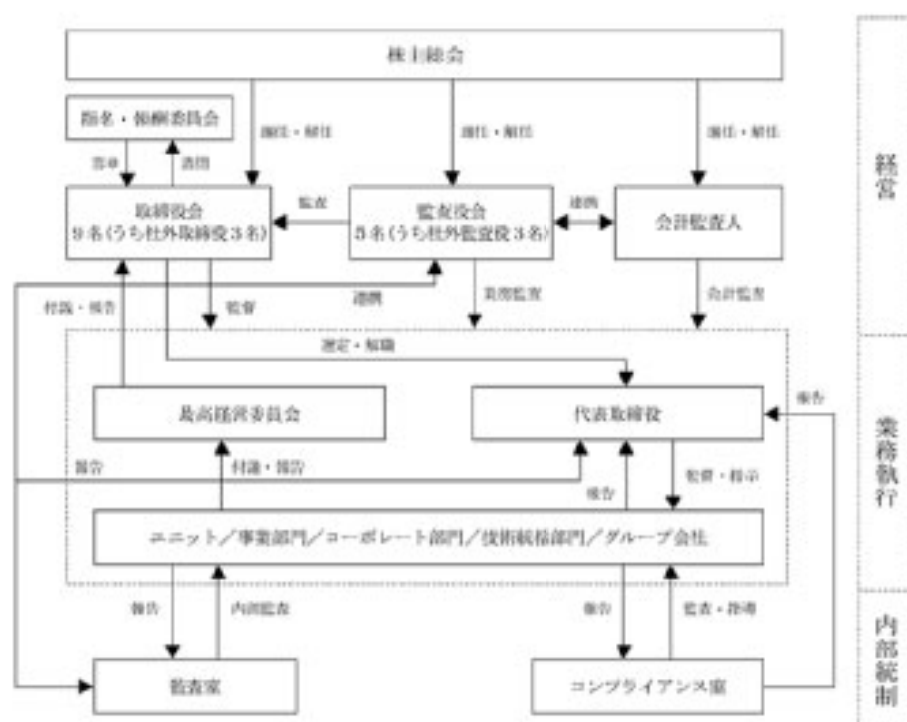 株主総会
指名・報酬委員会
選任・解任
選任・解任
選任・解任
答申
諮問
取締役会
9名(うち社外取締役3名)
監査
監査役会
5名(うち社外監査役3名)
連携
会計監査人
経営
付議・報告
監督
連携
業務監査
会計監査
選定・解職
最高経営委員会
代表取締役
報告
業務執行
報告
付議・報告
報告
監督・指示
ユニット/事業部門/コーポレート部門/技術統括部門/グループ会社
報告
内部監査
報告
監査・指導
内部統制
監査室
コンプライアンス室